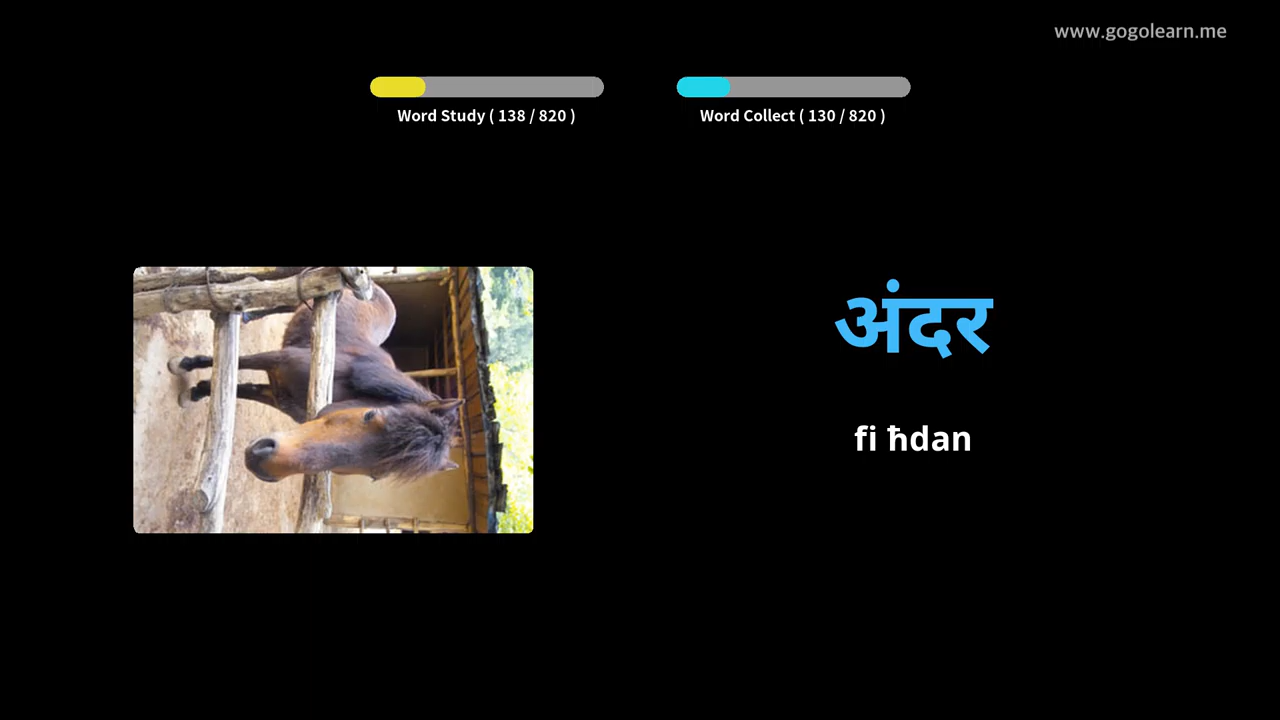 www.gogolearn.me
Word Study ( 138 / 820 )
Word Collect ( 130 / 820 )
अंदर
fi ħdan